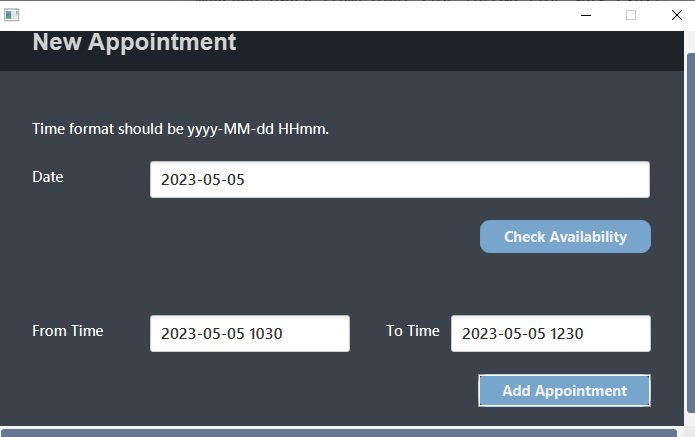 New Appointment
Time format should be yyyy-MM-dd HHmm.
Date
2023-05-05
Check Availability
From Time
2023-05-05 1030
To Time
2023-05-05 1230
Add Appointment